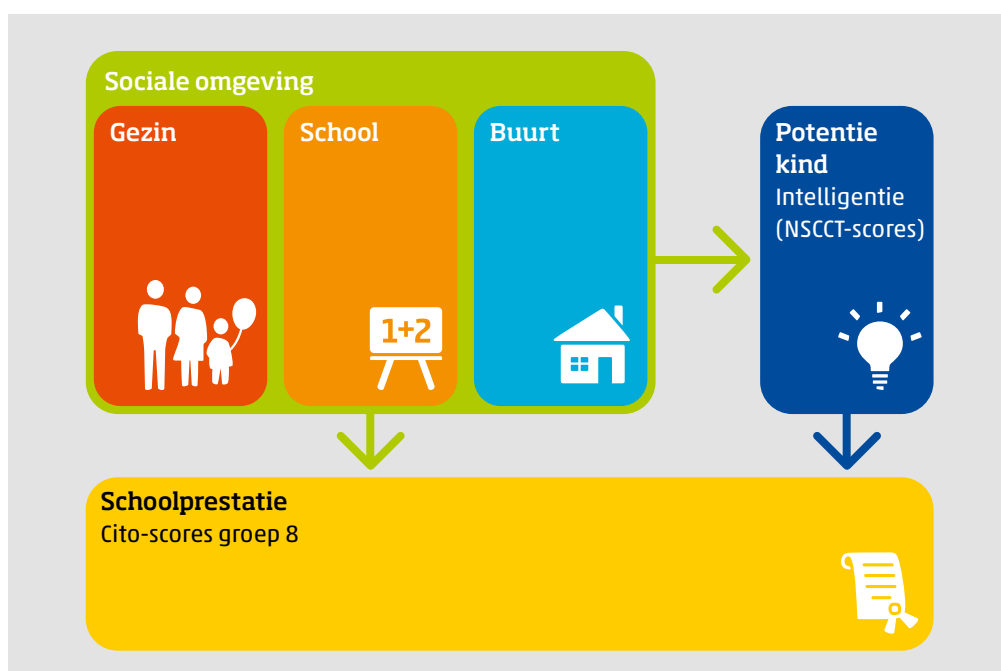 Sociale omgeving
Gezin
School
Buurt
1+2
Potentie
kind
Intelligentie
(NSCCT-scores)
Schoolprestatie
Cito-scores groep 8